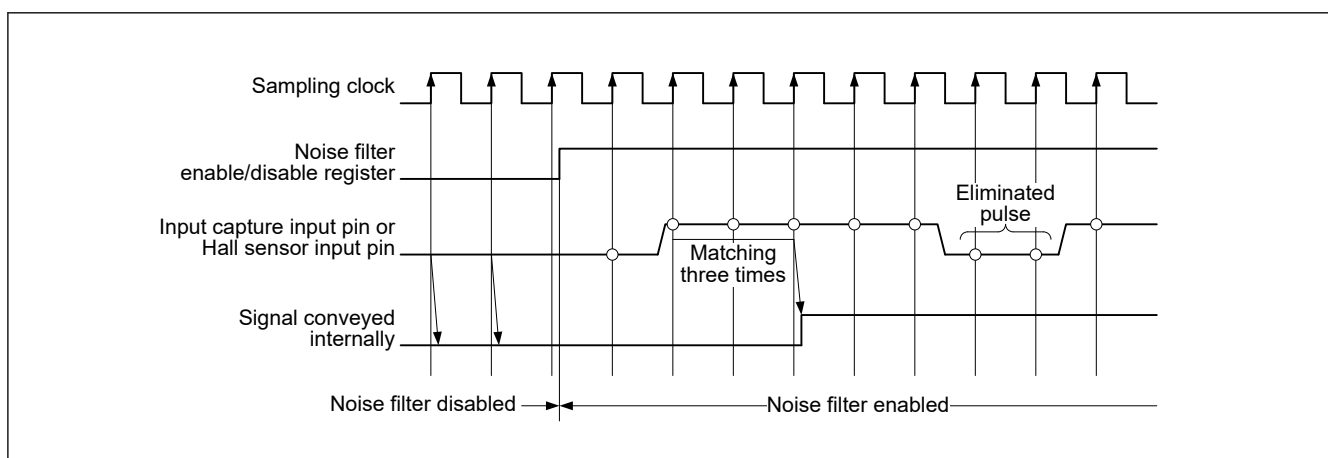 Sampling clock
Noise filter
enable/disable register
Eliminated
pulse
Input capture input pin or
Hall sensor input pin
Matching
three times
Signal conveyed
internally
Noise filter disabled
Noise filter enabled